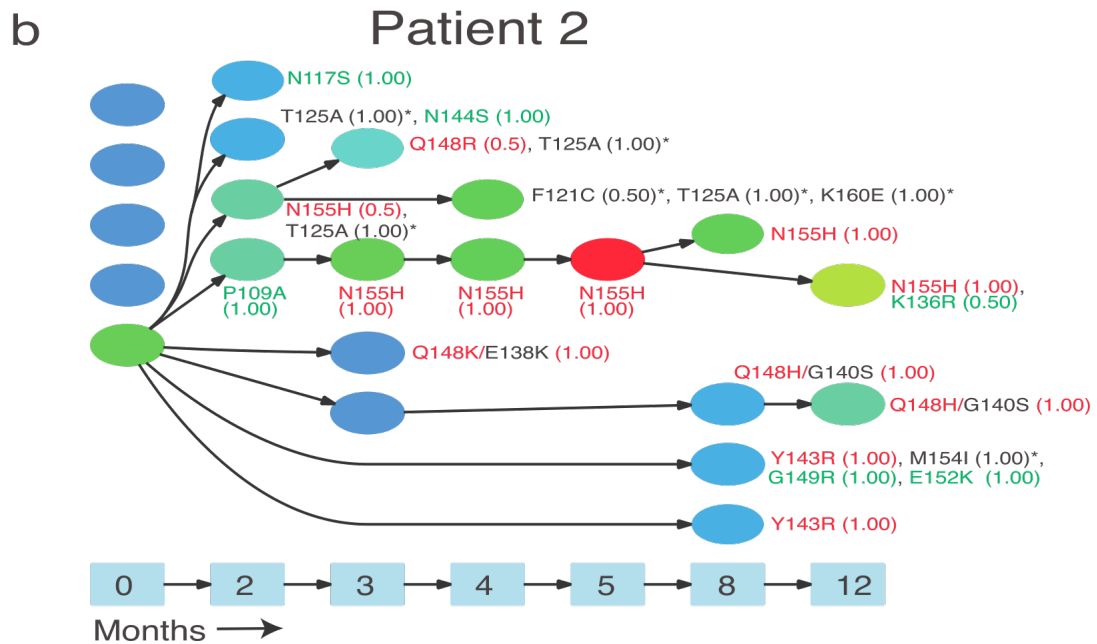 b
Patient 2
N117S (1.00)
T125A (1.00)*, N144S (1.00)
Q148R (0.5), T125A (1.00)*
F121C (0.50)*, T125A (1.00)*, K160E (1.00)*
N155H (0.5),
T125A (1.00)*
N155H (1.00)
P109A
(1.00)
N155H
(1.00)
N155H
(1.00)
N155H
(1.00)
N155H (1.00),
K136R (0.50)
Q148K/E138K (1.00)
Q148H/G140S (1.00)
Q148H/G140S (1.00)
Y143R (1.00), M154I (1.00)*,
G149R (1.00), E152K (1.00)
Y143R (1.00)
0 2 3 4 5 8 12
Months